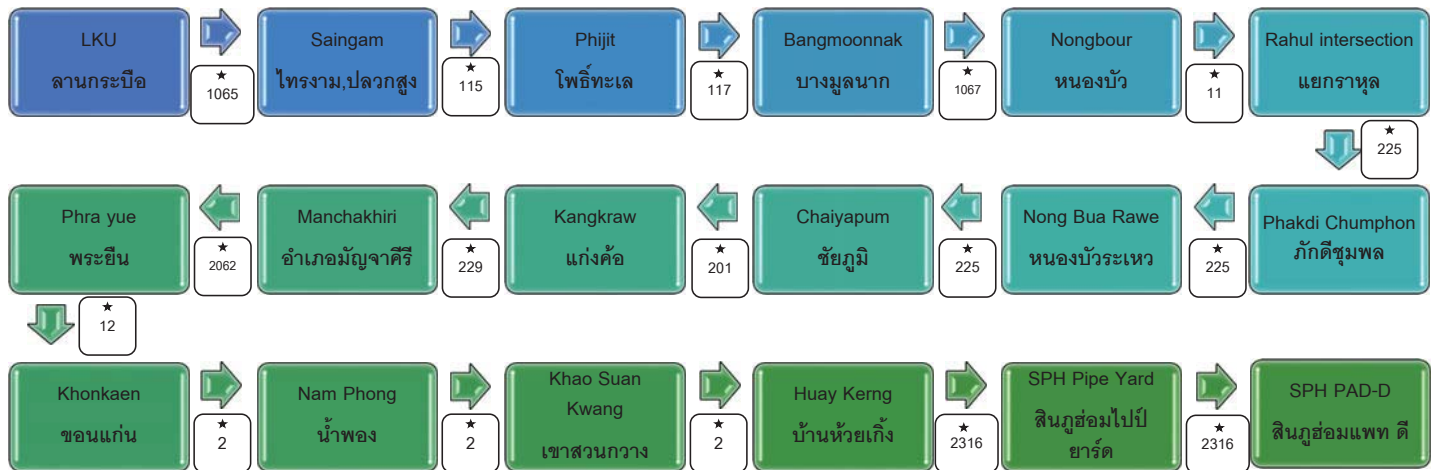 LKU
ลานกระบือ
★
1065
Saingam
ไทรงาม,ปลวกสูง
★
115
Phijit
โพธิ์ทะเล
★
117
Bangmoonnak
บางมูลนาก
★
1067
Nongbour
หนองบัว
★
11
Rahul intersection
แยกราหุล
★
225
Phakdi Chumphon
ภักดีชุมพล
★
225
Nong Bua Rawe
หนองบัวระเหว
★
225
Chaiyapum
ชัยภูมิ
★
201
Kangkraw
แก่งค้อ
★
229
Manchakhiri
อำเภอมัญจาคีรี
★
2062
Phra yue
พระยืน
★
12
Khonkaen
ขอนแก่น
★
2
Nam Phong
น้ำพอง
★
2
Khao Suan
Kwang
เขาสวนกวาง
★
2
Huay Kerng
บ้านห้วยเกิ้ง
★
2316
SPH Pipe Yard
สินภูฮ่อมไปป์
ยาร์ด
★
2316
SPH PAD-D
สินภูฮ่อมแพท ดี